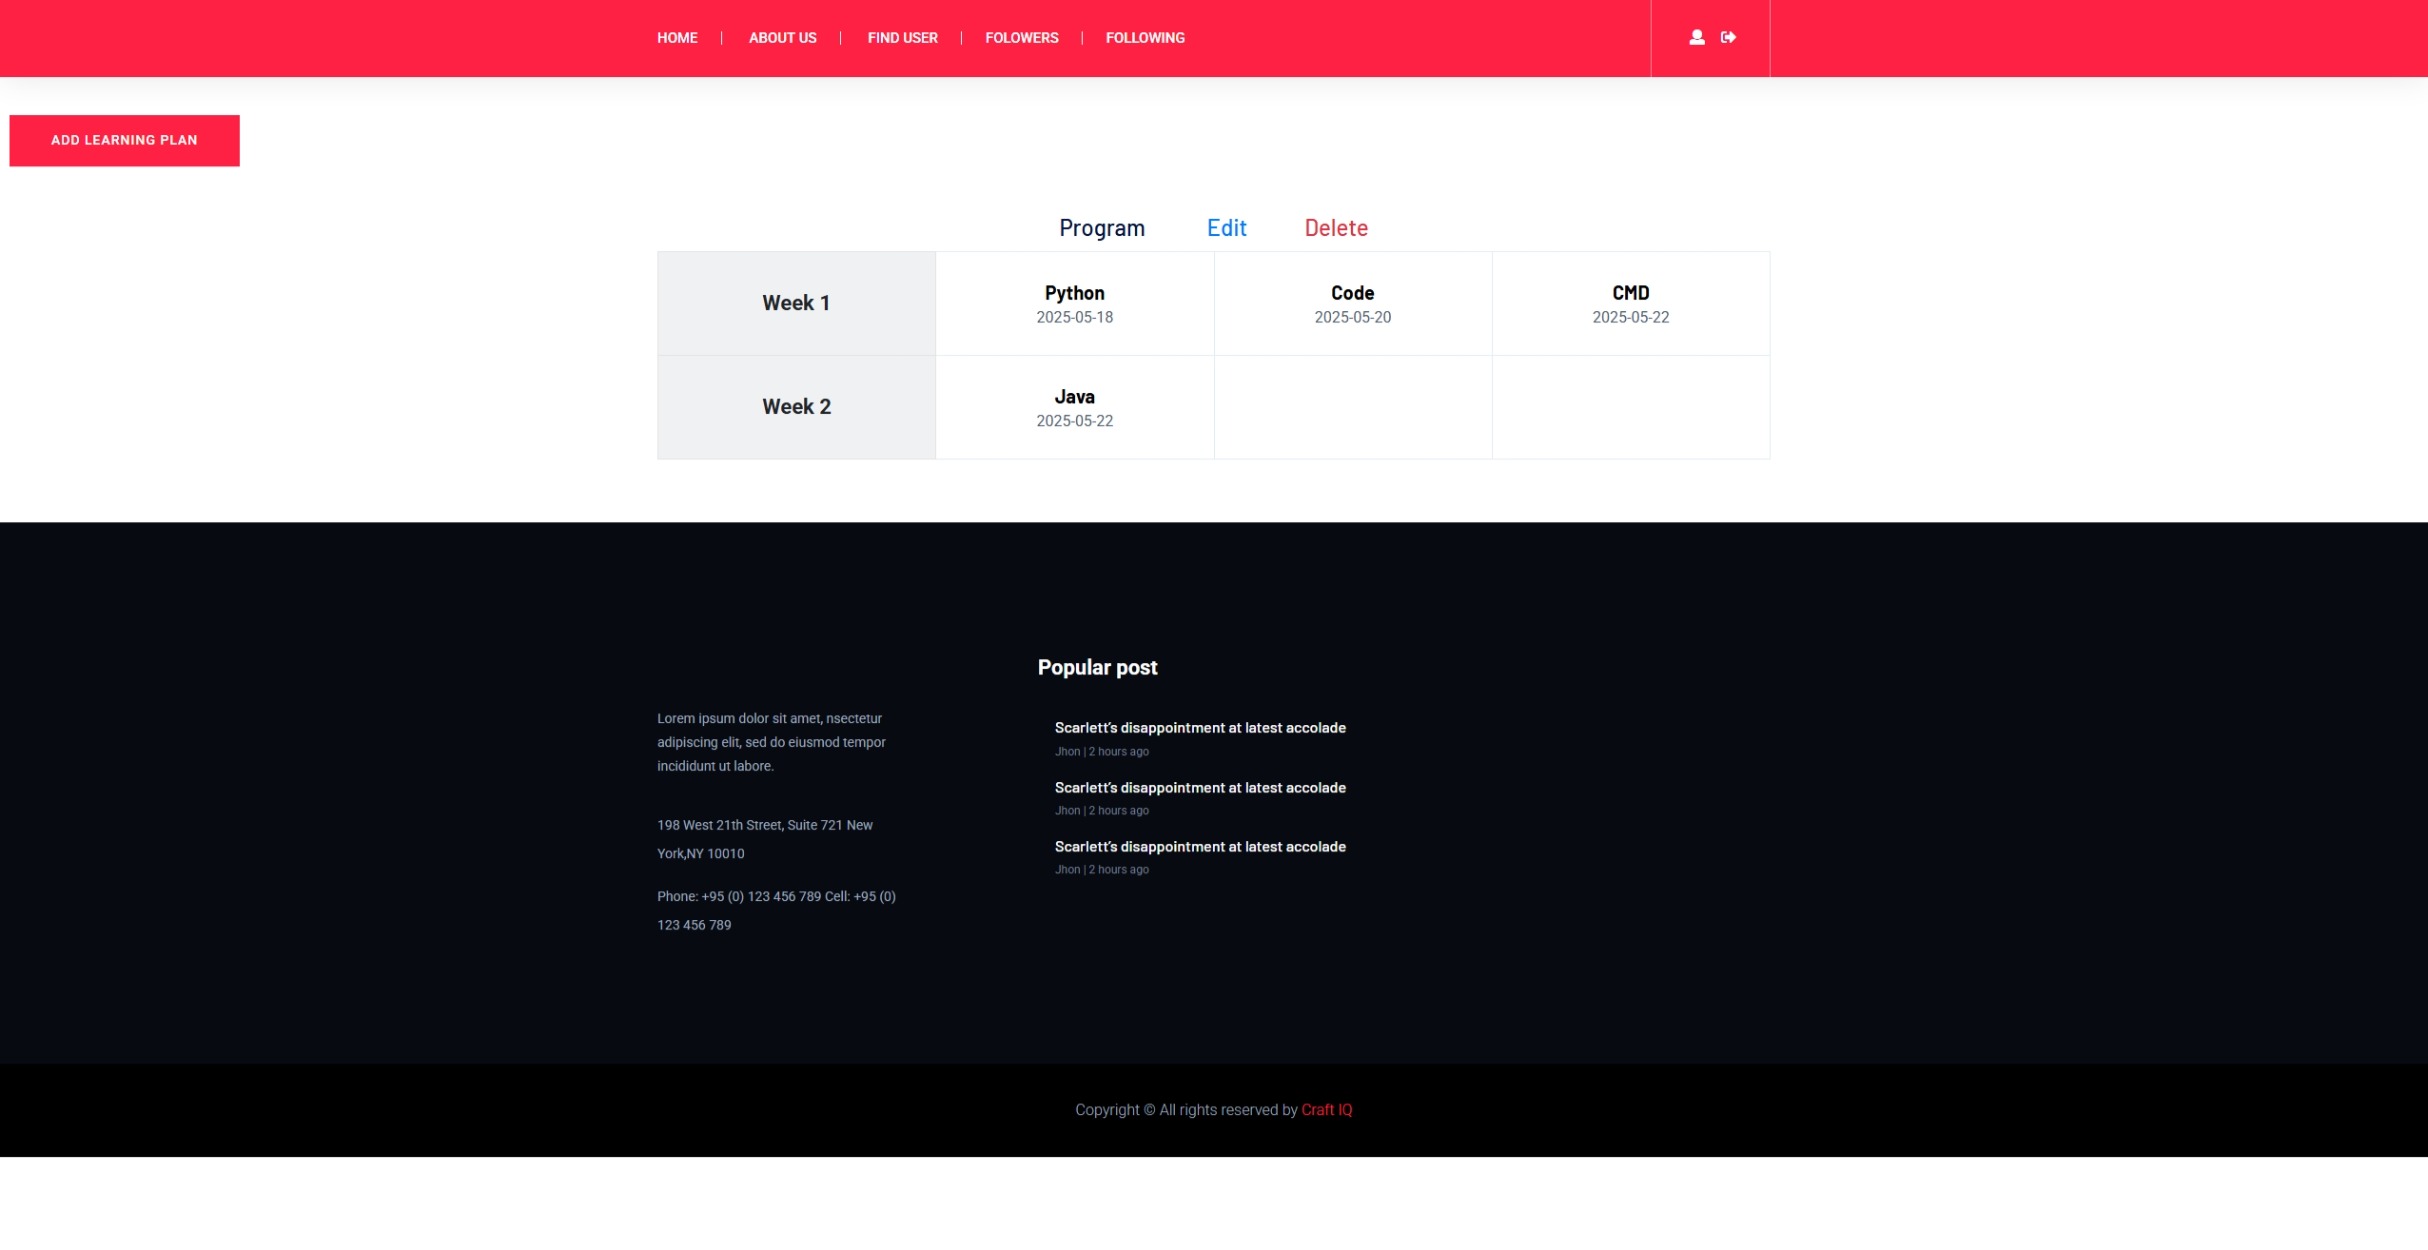 HOME | ABOUT US | FIND USER | FOLOWERS | FOLLOWING
ADD LEARNING PLAN
Program Edit Delete
Week 1
Python
2025-05-18
Code
2025-05-20
CMD
2025-05-22
Week 2
Java
2025-05-22
Lorem ipsum dolor sit amet, nsectetur
adipiscing elit, sed do eiusmod tempor
incididunt ut labore.
198 West 21th Street, Suite 721 New
York,NY 10010
Phone: +95 (0) 123 456 789 Cell: +95 (0)
123 456 789
Popular post
Scarlett’s disappointment at latest accolade
Jhon | 2 hours ago
Scarlett’s disappointment at latest accolade
Jhon | 2 hours ago
Scarlett’s disappointment at latest accolade
Jhon | 2 hours ago
Copyright © All rights reserved by Craft IQ